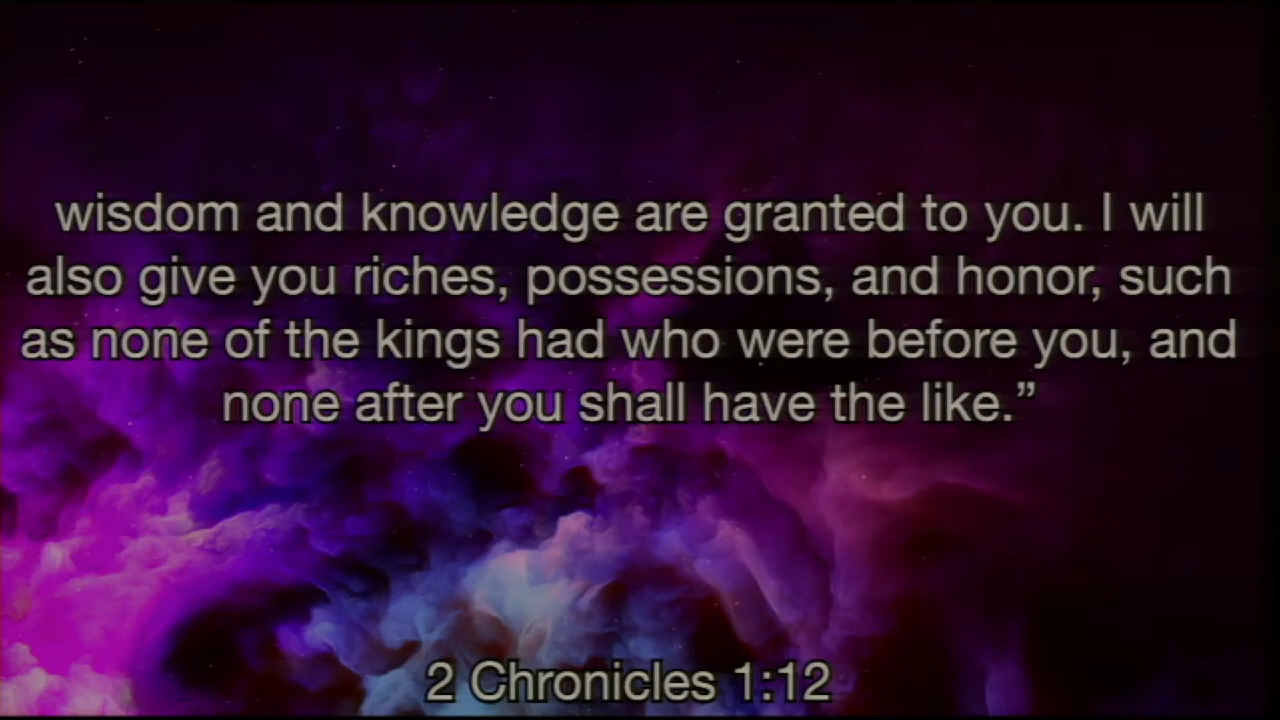 wisdom and knowledge are granted to you. I will
also give you riches, possessions, and honor, such
as none of the kings had who were before you, and
none after you shall have the like.”
2 Chronicles 1:12